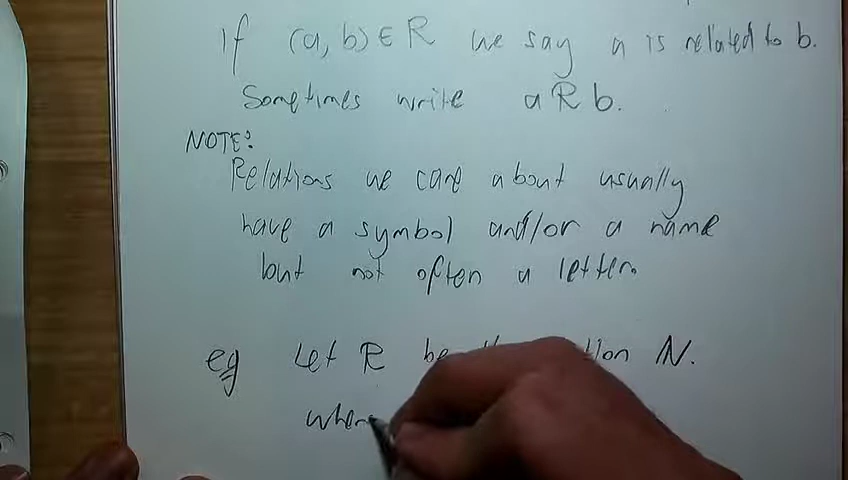 If (a, b) ∈ R we say a is related to b.
Sometimes write a R b.
NOTE:
Relations we care about usually
have a symbol and/or a name
but not often a letter.
eg Let R be N.
where